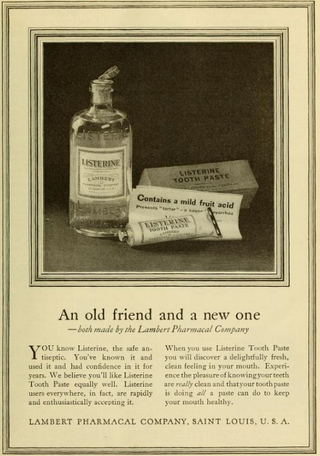 LISTERINE
LISTERINE
LAMBERT
LISTERINE
TOOTH PASTE
Contains a mild fruit acid
Prevents "tartar"
LISTERINE
TOOTH PASTE
An old friend and a new one
—both made by the Lambert Pharmacal Company
YOU know Listerine, the safe an-
tiseptic. You've known it and
used it and had confidence in it for
years. We believe you'll like Listerine
Tooth Paste equally well. Listerine
users everywhere, in fact, are rapidly
and enthusiastically accepting it.
When you use Listerine Tooth Paste
you will discover a delightfully fresh,
clean feeling in your mouth. Experi-
ence the pleasure of knowing your teeth
are really clean and that your tooth paste
is doing all a paste can do to keep
your mouth healthy.
LAMBERT PHARMACAL COMPANY, SAINT LOUIS, U. S. A.